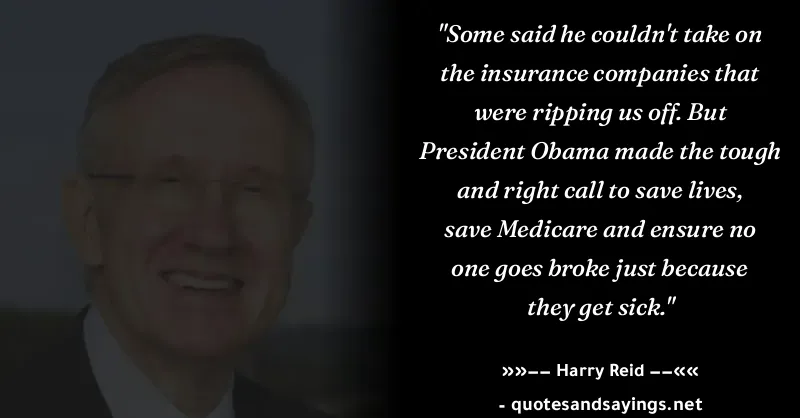 "Some said he couldn't take on
the insurance companies that
were ripping us off. But
President Obama made the tough
and right call to save lives,
save Medicare and ensure no
one goes broke just because
they get sick."
»»−− Harry Reid −−««
- quotesandsayings.net